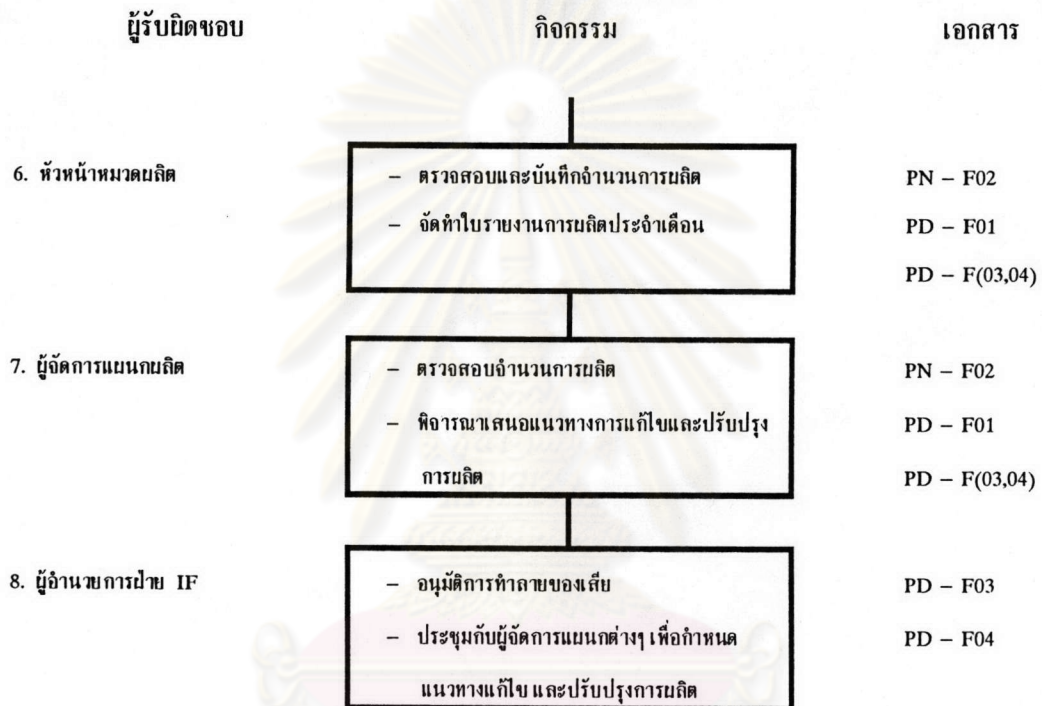 ผู้รับผิดชอบ กิจกรรม เอกสาร
6. หัวหน้าหมวดผลิต – ตรวจสอบและบันทึกจำนวนการผลิต PN – F02
– จัดทำใบรายงานการผลิตประจำเดือน PD – F01
PD – F(03,04)
7. ผู้จัดการแผนกผลิต – ตรวจสอบจำนวนการผลิต PN – F02
– พิจารณาเสนอแนวทางการแก้ไขและปรับปรุง PD – F01
การผลิต PD – F(03,04)
8. ผู้อำนวยการฝ่าย IF – อนุมัติการทำลายของเสีย PD – F03
– ประชุมกับผู้จัดการแผนกต่างๆ เพื่อกำหนด PD – F04
แนวทางแก้ไข และปรับปรุงการผลิต